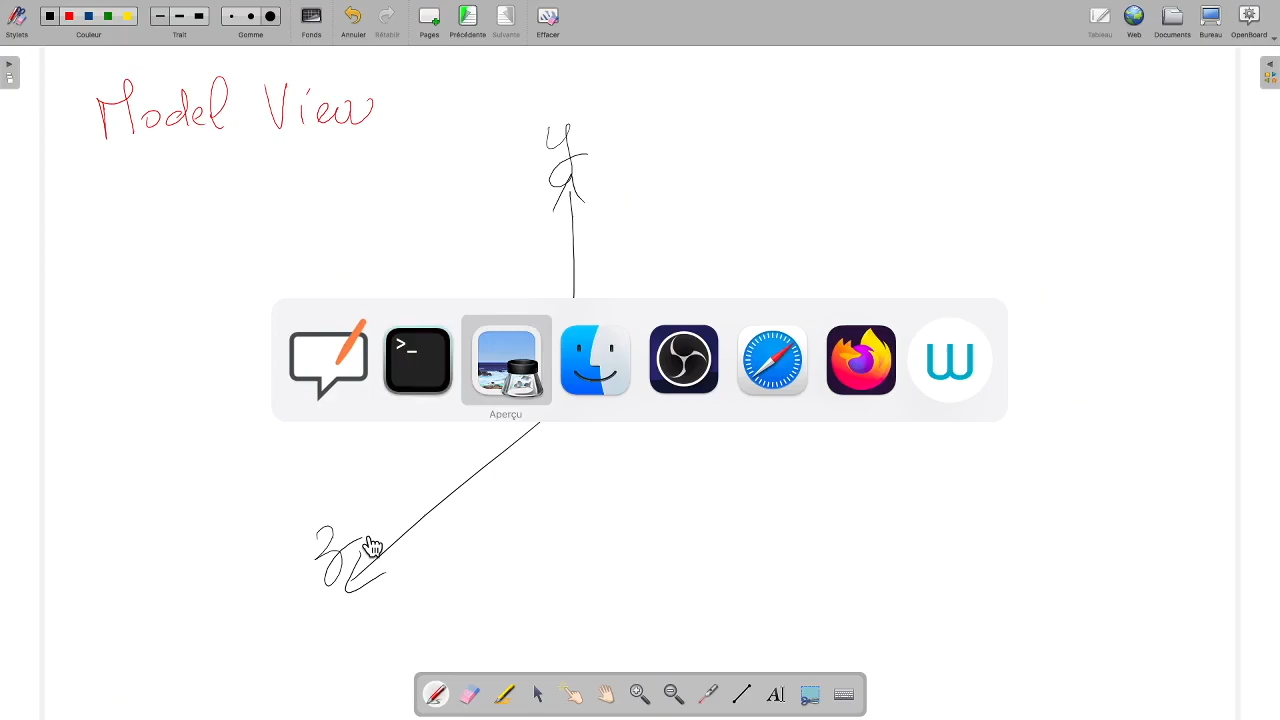 Stylets Couleur Trait Gomme Fonds Annuler Rétablir Pages Précédente Suivante Effacer Tableau Web Documents Bureau OpenBoard
Model View
y
>_
W
Aperçu
z
AI